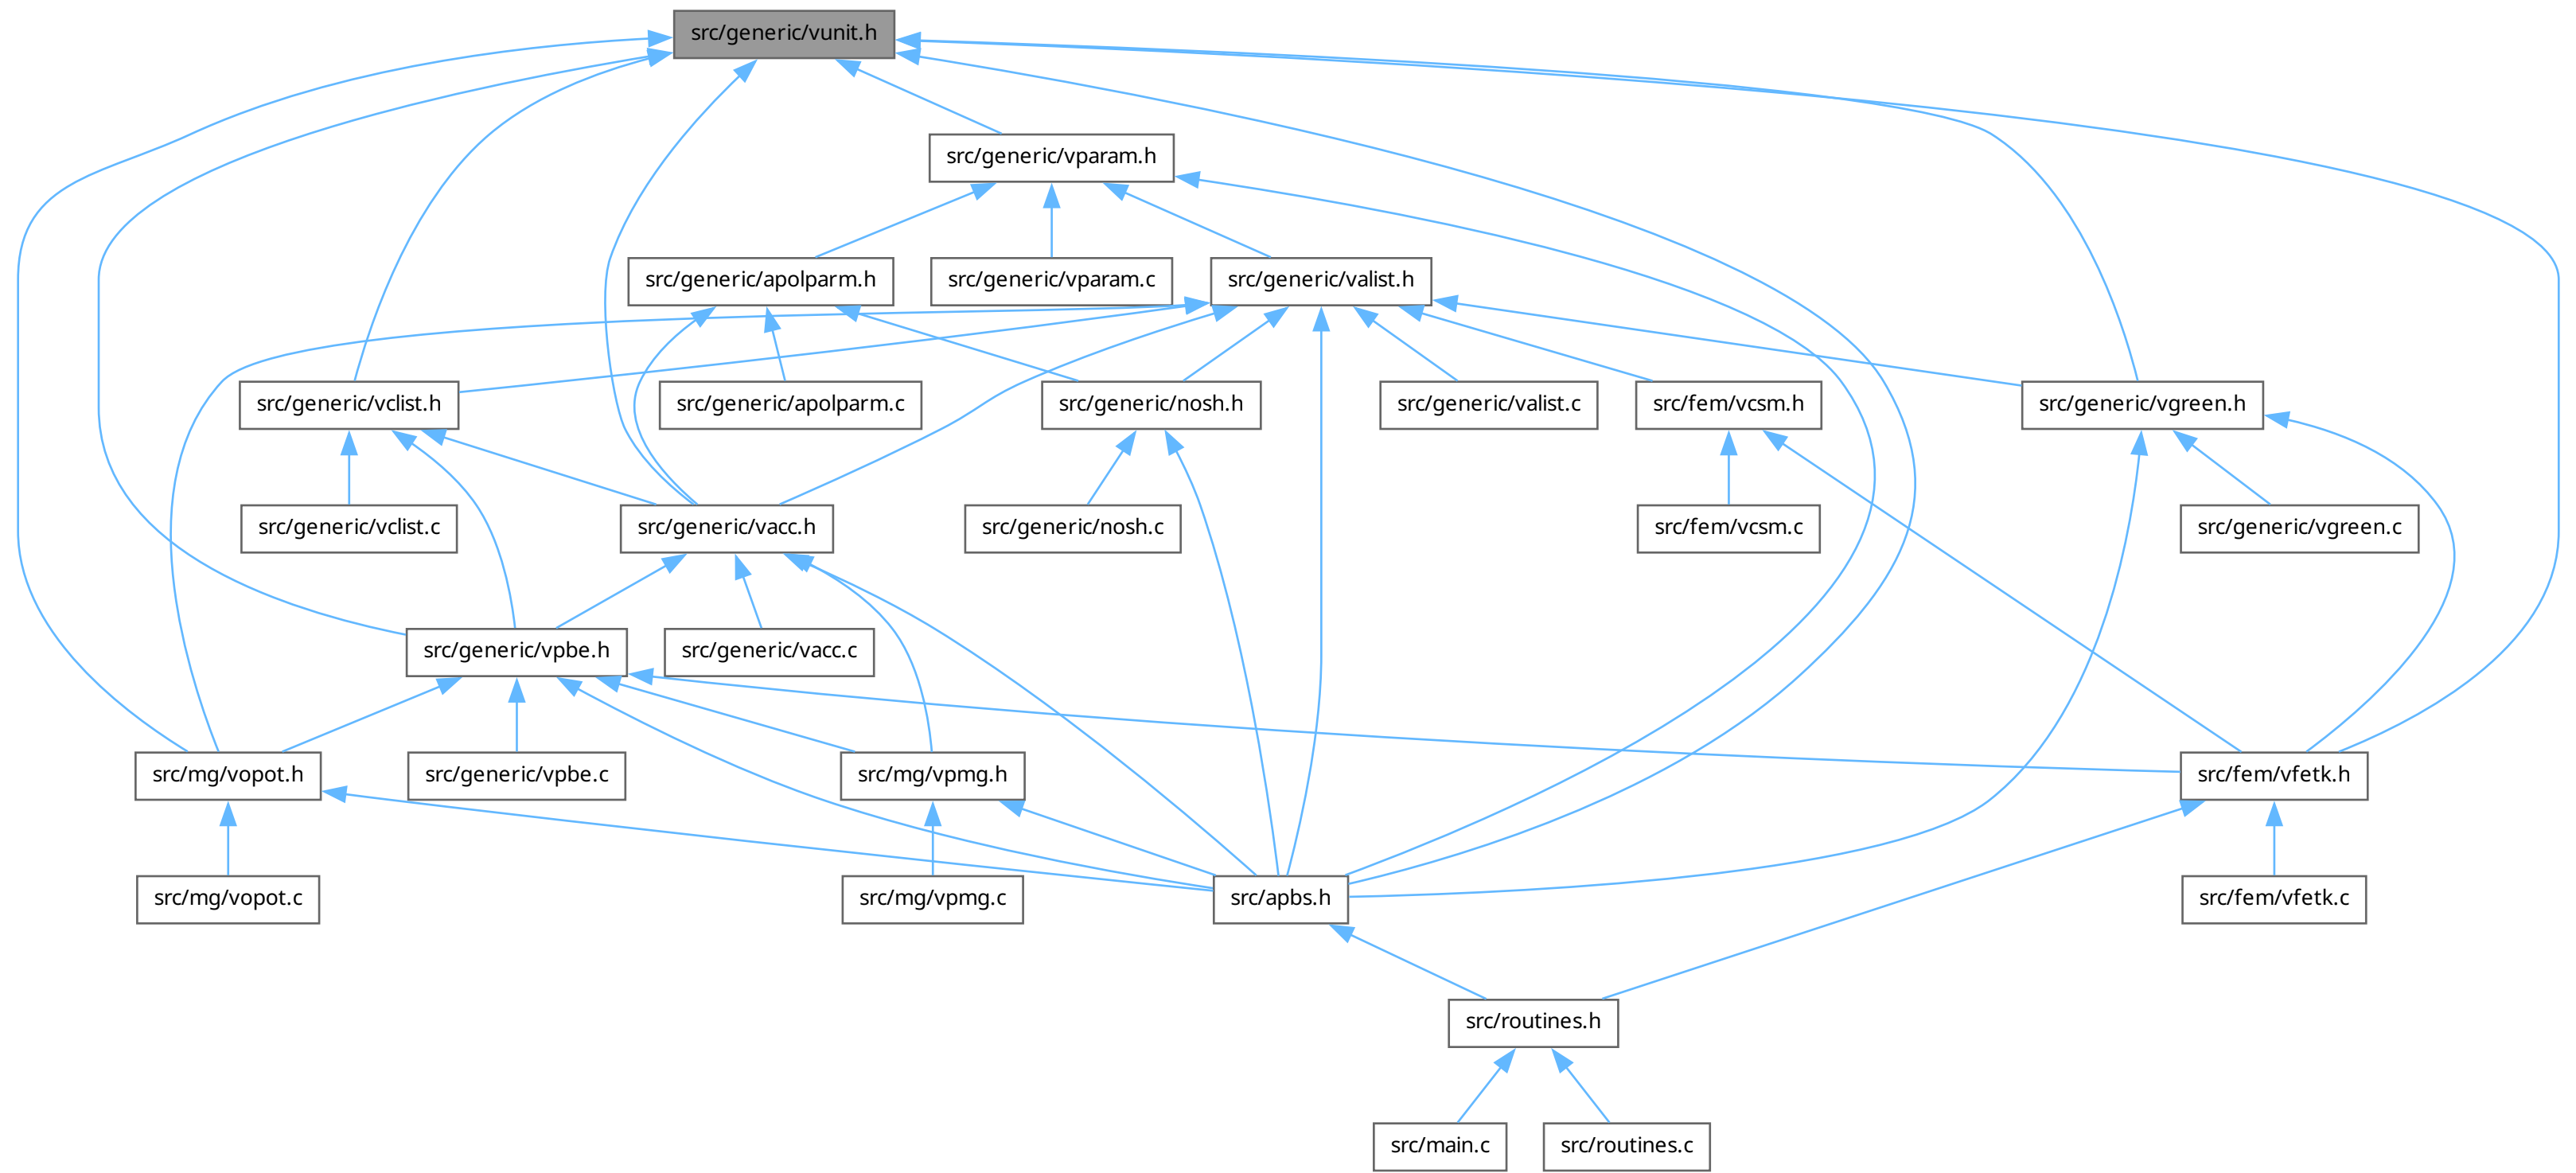 src/generic/vunit.h
src/generic/vparam.h
src/generic/apolparm.h
src/generic/vparam.c
src/generic/valist.h
src/generic/vclist.h
src/generic/apolparm.c
src/generic/nosh.h
src/generic/valist.c
src/fem/vcsm.h
src/generic/vgreen.h
src/generic/vclist.c
src/generic/vacc.h
src/generic/nosh.c
src/fem/vcsm.c
src/generic/vgreen.c
src/generic/vpbe.h
src/generic/vacc.c
src/mg/vopot.h
src/generic/vpbe.c
src/mg/vpmg.h
src/fem/vfetk.h
src/mg/vopot.c
src/mg/vpmg.c
src/apbs.h
src/fem/vfetk.c
src/routines.h
src/main.c
src/routines.c